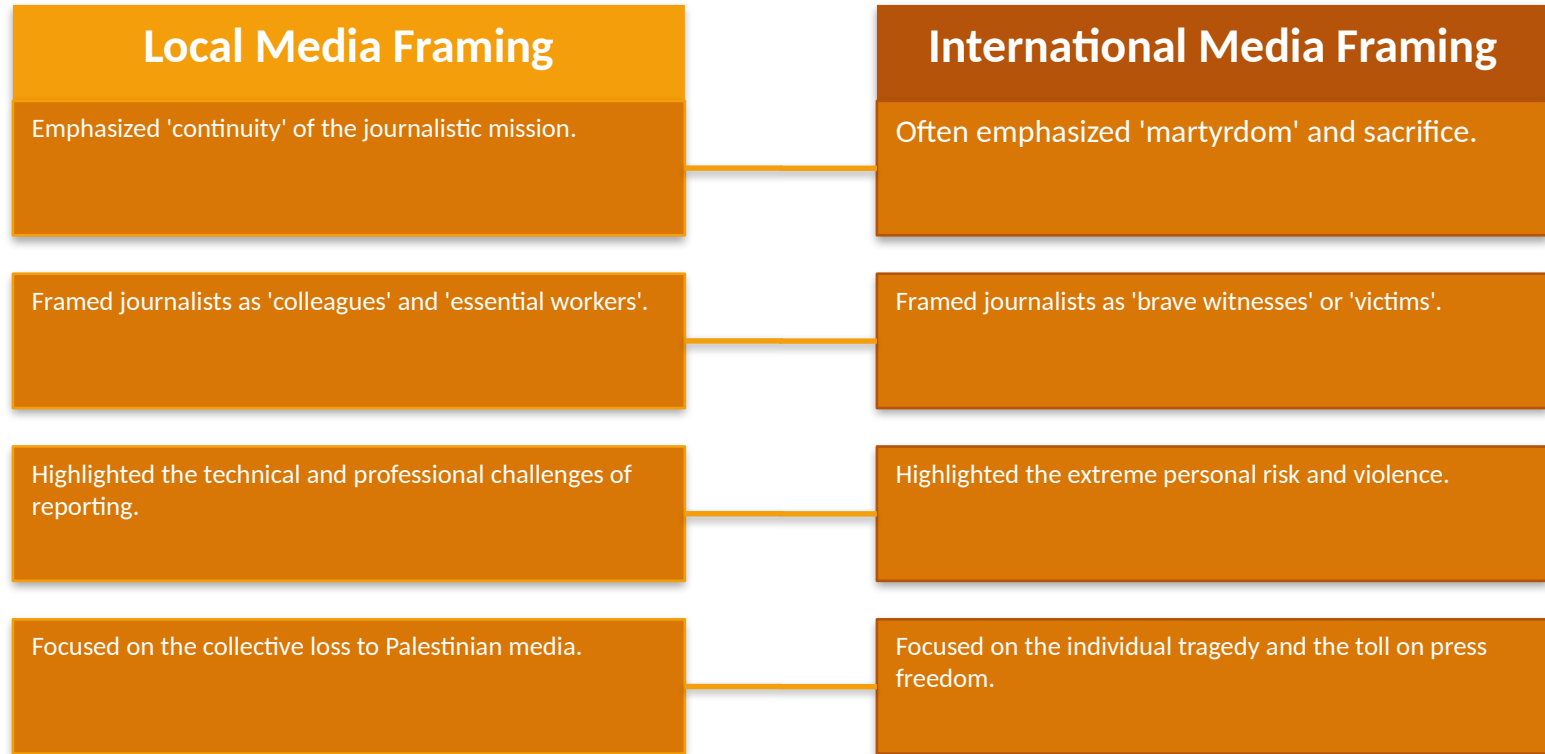 Local Media Framing
International Media Framing
Emphasized 'continuity' of the journalistic mission.
Often emphasized 'martyrdom' and sacrifice.
Framed journalists as 'colleagues' and 'essential workers'.
Framed journalists as 'brave witnesses' or 'victims'.
Highlighted the technical and professional challenges of
reporting.
Highlighted the extreme personal risk and violence.
Focused on the collective loss to Palestinian media.
Focused on the individual tragedy and the toll on press
freedom.